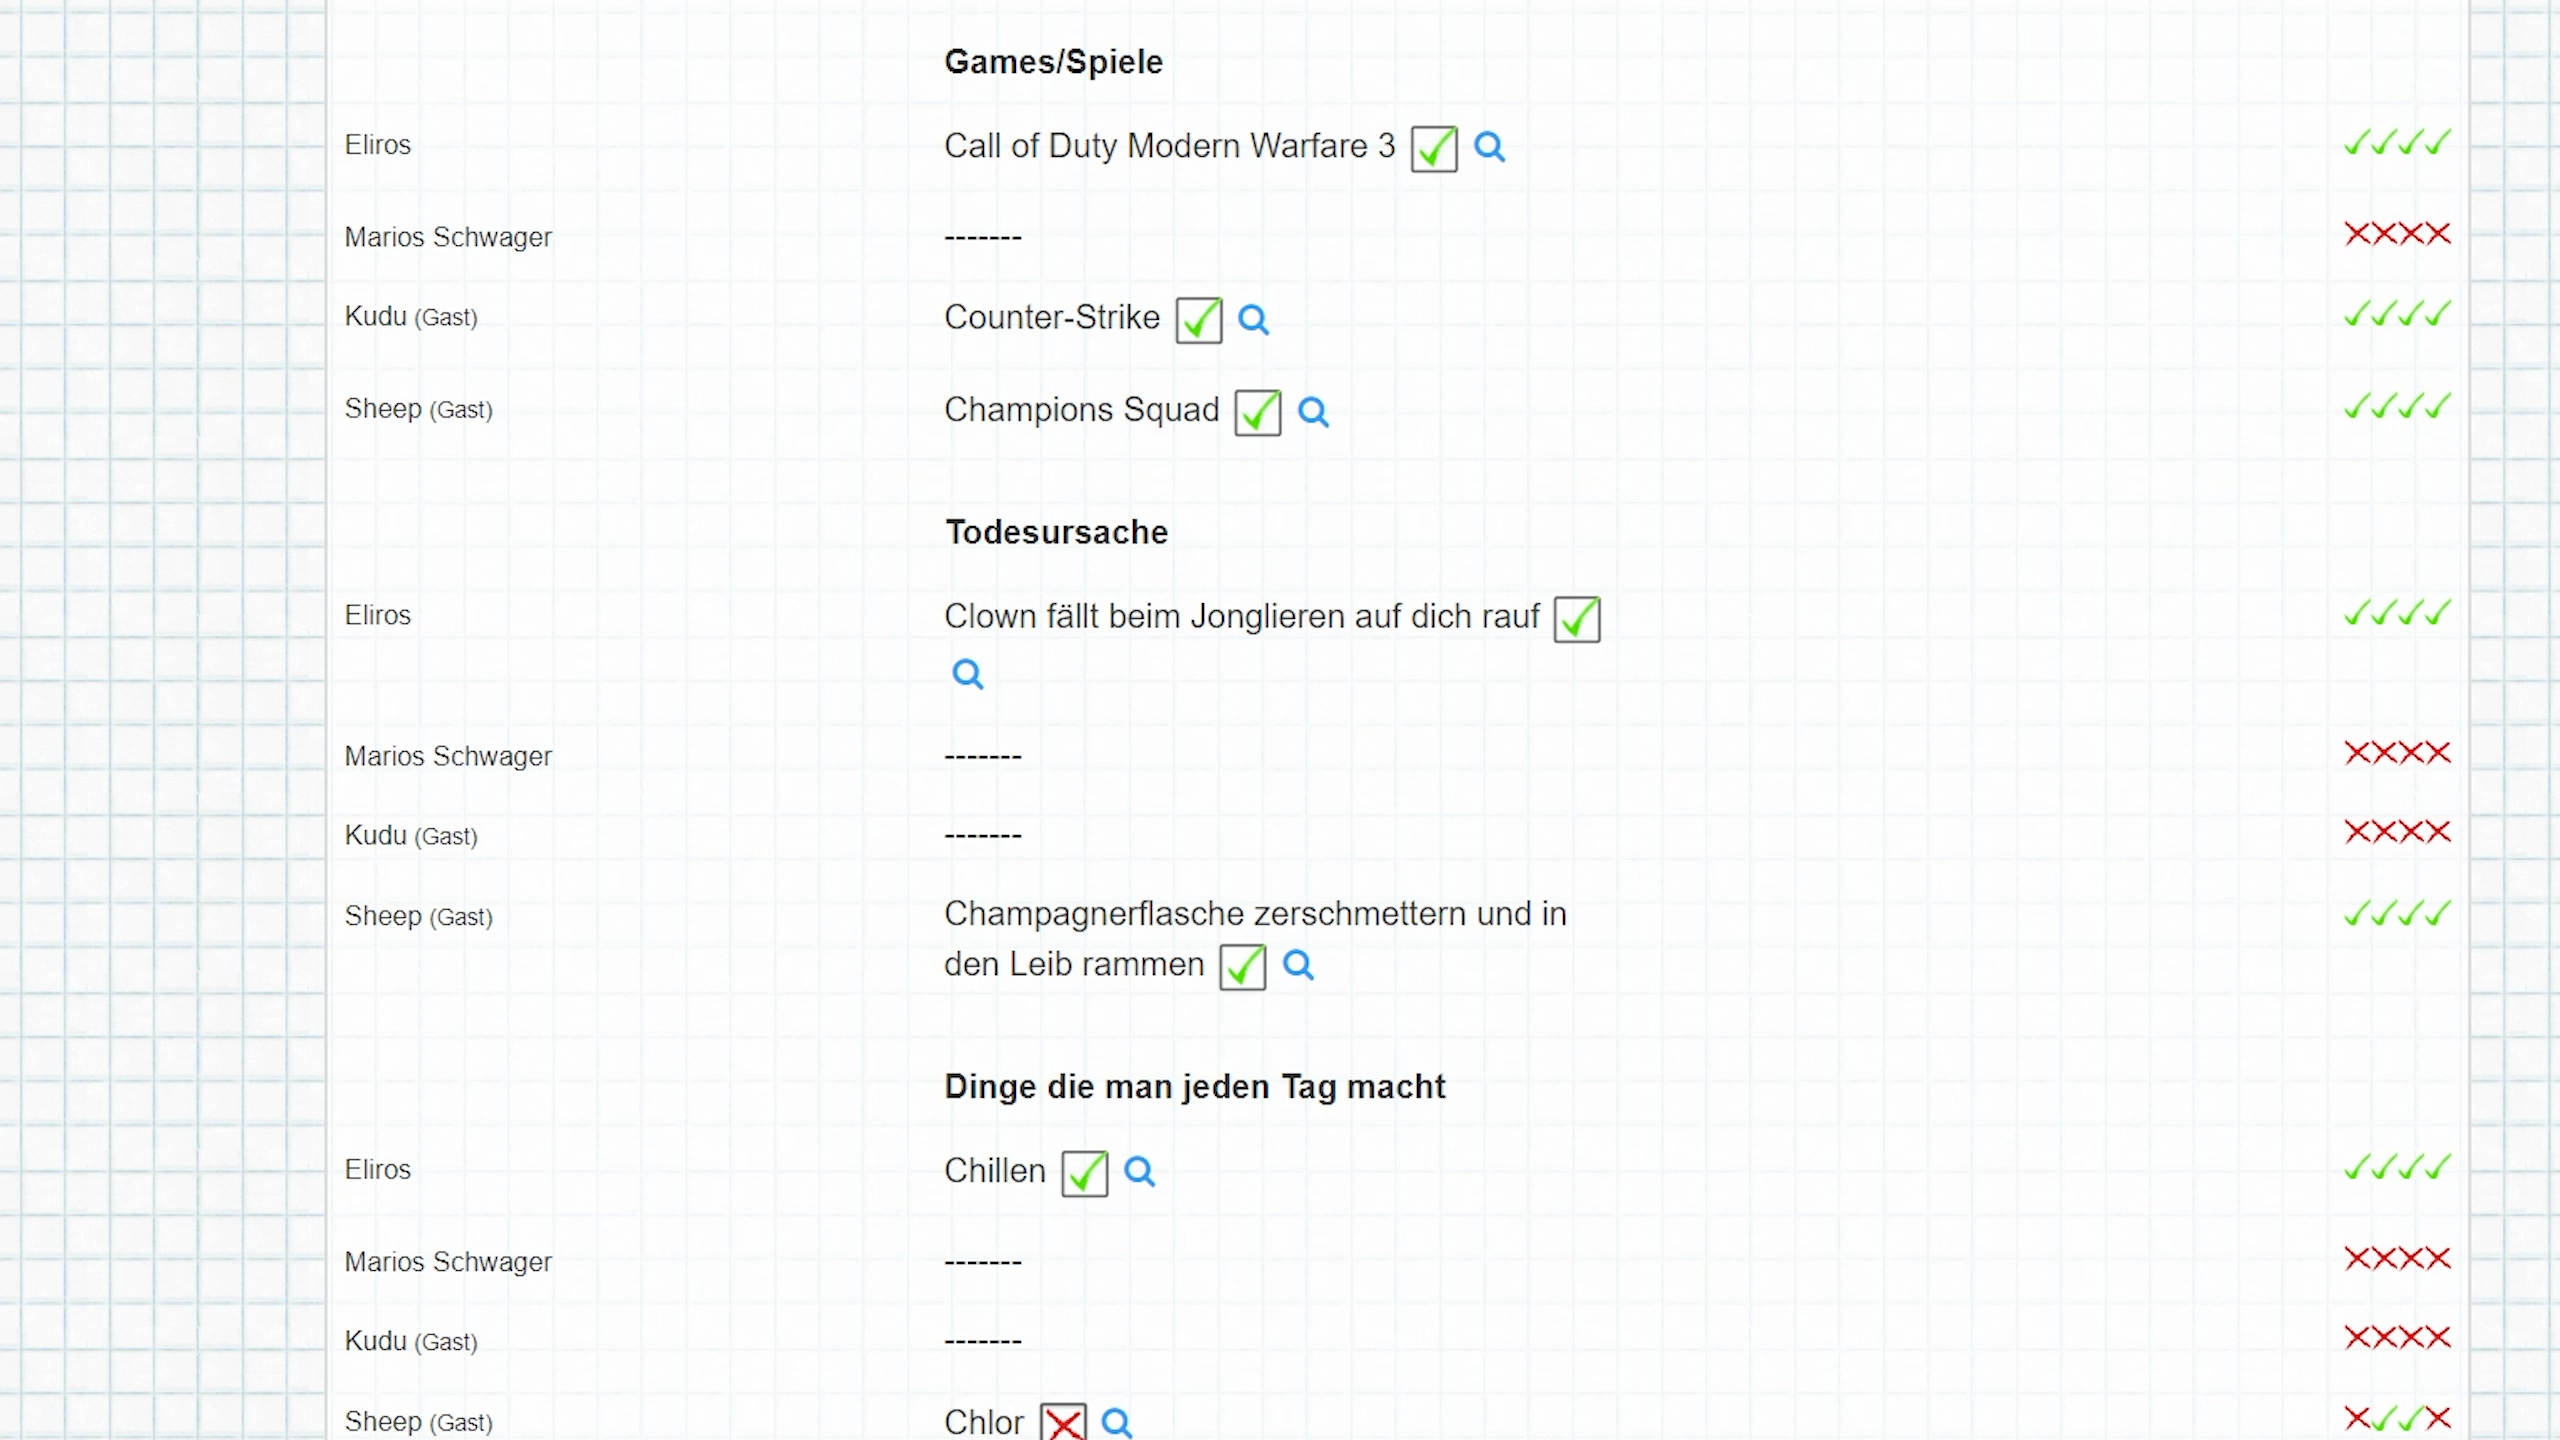 Games/Spiele
Eliros Call of Duty Modern Warfare 3
Marios Schwager -------
Kudu (Gast) Counter-Strike
Sheep (Gast) Champions Squad
Todesursache
Eliros Clown fällt beim Jonglieren auf dich rauf
Marios Schwager -------
Kudu (Gast) -------
Sheep (Gast) Champagnerflasche zerschmettern und in
den Leib rammen
Dinge die man jeden Tag macht
Eliros Chillen
Marios Schwager -------
Kudu (Gast) -------
Sheep (Gast) Chlor